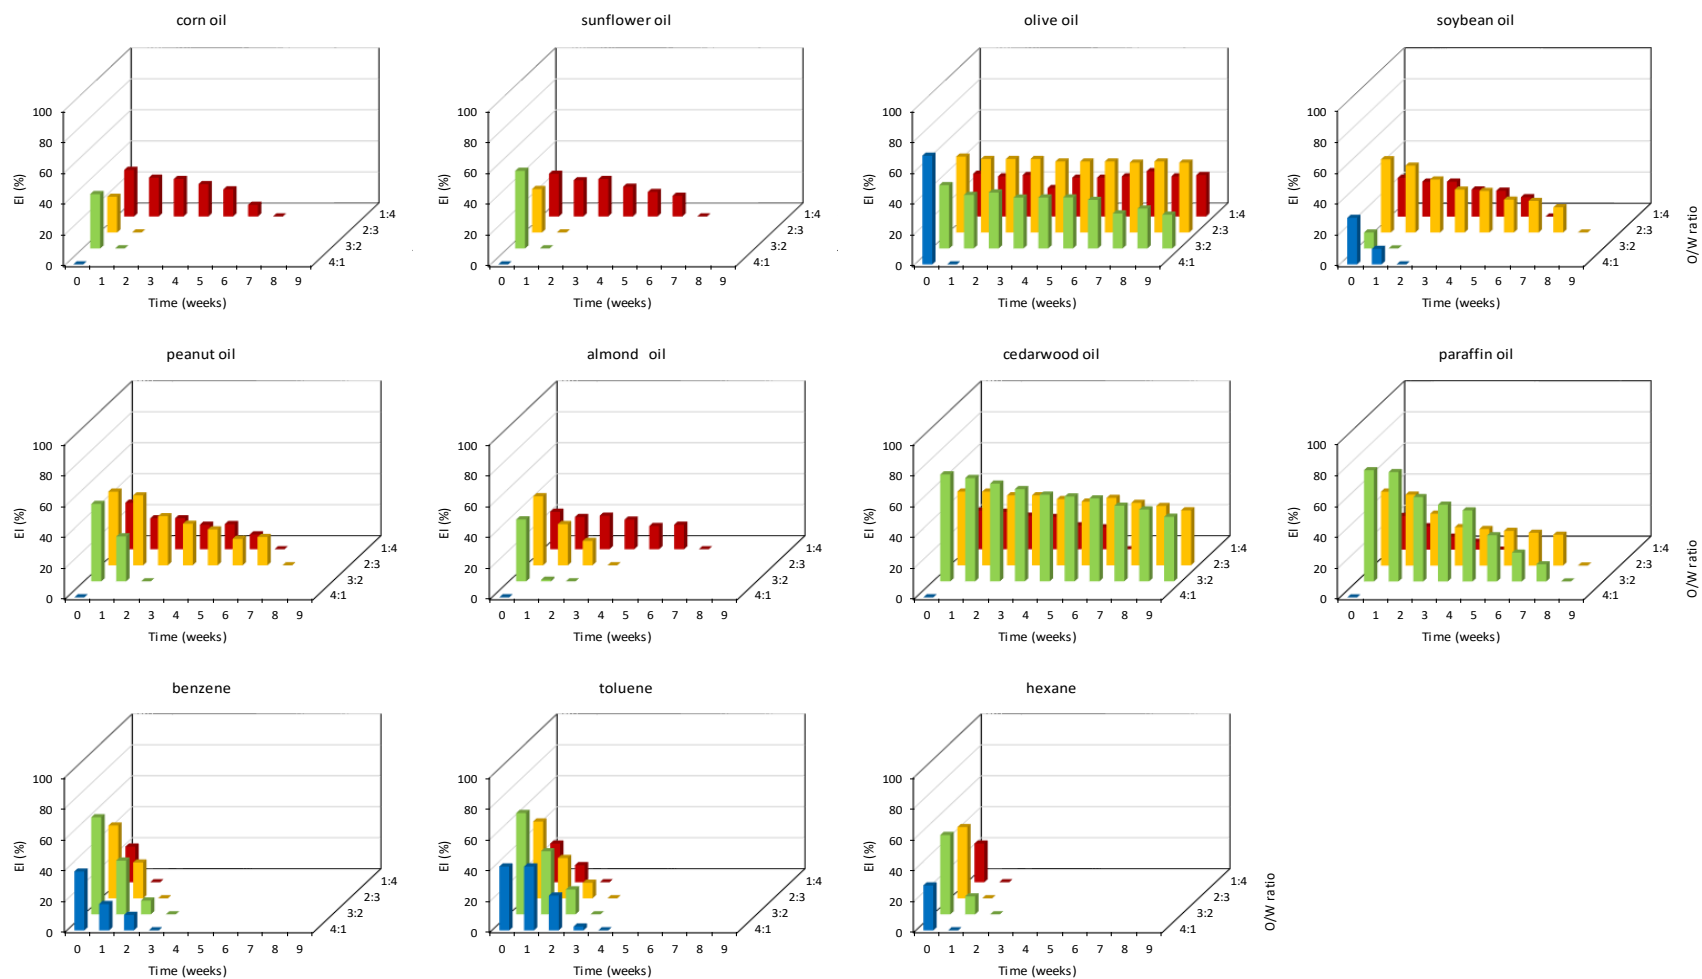 corn oil
sunflower oil
olive oil
soybean oil
100
80
60
40
20
0
EI (%)
0 1 2 3 4 5 6 7 8 9
Time (weeks)
4:1
3:2
2:3
1:4
100
80
60
40
20
0
EI (%)
0 1 2 3 4 5 6 7 8 9
Time (weeks)
4:1
3:2
2:3
1:4
100
80
60
40
20
0
EI (%)
0 1 2 3 4 5 6 7 8 9
Time (weeks)
4:1
3:2
2:3
1:4
100
80
60
40
20
0
EI (%)
0 1 2 3 4 5 6 7 8 9
Time (weeks)
4:1
3:2
2:3
1:4
O/W ratio
peanut oil
almond oil
cedarwood oil
paraffin oil
100
80
60
40
20
0
EI (%)
0 1 2 3 4 5 6 7 8 9
Time (weeks)
4:1
3:2
2:3
1:4
100
80
60
40
20
0
EI (%)
0 1 2 3 4 5 6 7 8 9
Time (weeks)
4:1
3:2
2:3
1:4
100
80
60
40
20
0
EI (%)
0 1 2 3 4 5 6 7 8 9
Time (weeks)
4:1
3:2
2:3
1:4
100
80
60
40
20
0
EI (%)
0 1 2 3 4 5 6 7 8 9
Time (weeks)
4:1
3:2
2:3
1:4
O/W ratio
benzene
toluene
hexane
100
80
60
40
20
0
EI (%)
0 1 2 3 4 5 6 7 8 9
Time (weeks)
4:1
3:2
2:3
1:4
100
80
60
40
20
0
EI (%)
0 1 2 3 4 5 6 7 8 9
Time (weeks)
4:1
3:2
2:3
1:4
100
80
60
40
20
0
EI (%)
0 1 2 3 4 5 6 7 8 9
Time (weeks)
4:1
3:2
2:3
1:4
O/W ratio